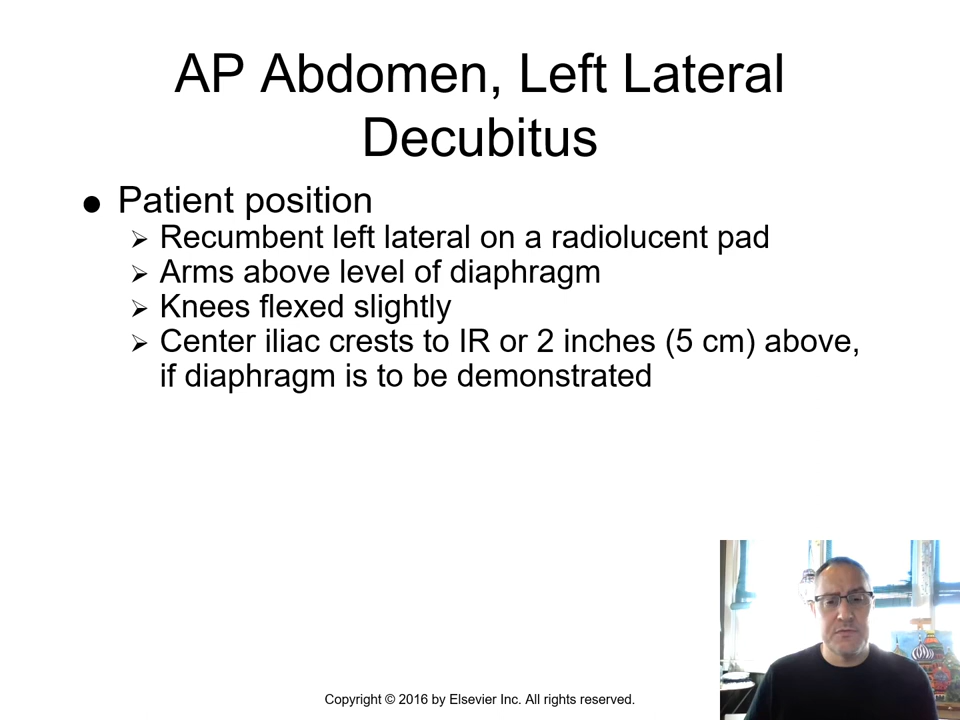 AP Abdomen, Left Lateral
Decubitus
● Patient position
➢ Recumbent left lateral on a radiolucent pad
➢ Arms above level of diaphragm
➢ Knees flexed slightly
➢ Center iliac crests to IR or 2 inches (5 cm) above,
if diaphragm is to be demonstrated
Copyright © 2016 by Elsevier Inc. All rights reserved.